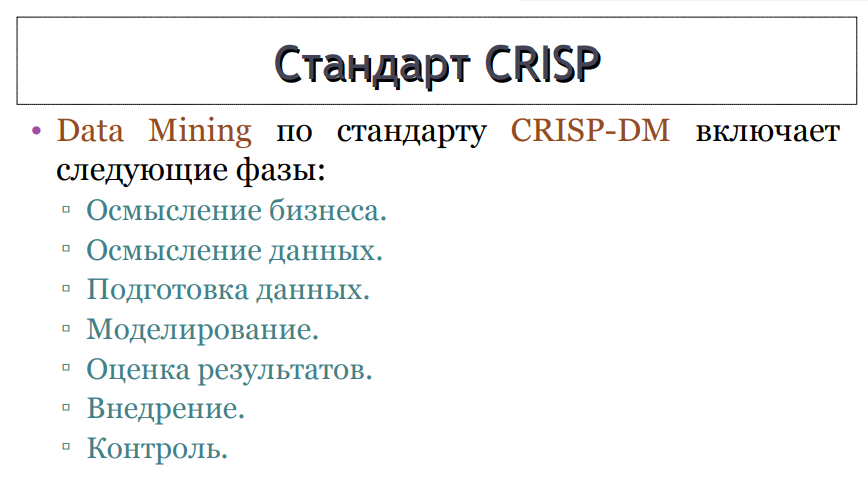 Стандарт CRISP
• Data Mining по стандарту CRISP-DM включает
следующие фазы:
▫ Осмысление бизнеса.
▫ Осмысление данных.
▫ Подготовка данных.
▫ Моделирование.
▫ Оценка результатов.
▫ Внедрение.
▫ Контроль.